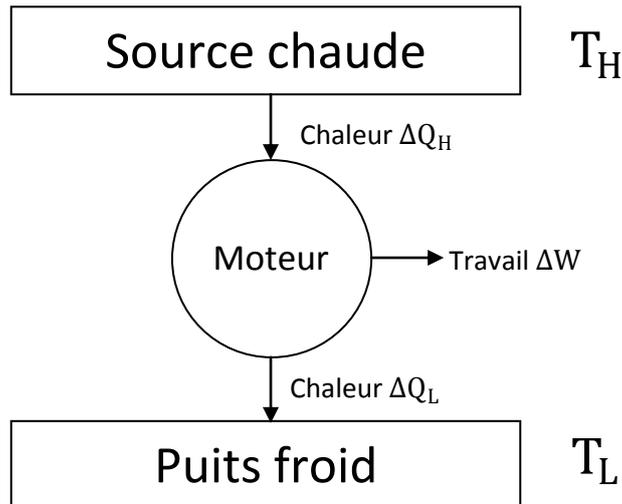 Source chaude
T_H
Chaleur ΔQ_H
Moteur
Travail ΔW
Chaleur ΔQ_L
Puits froid
T_L